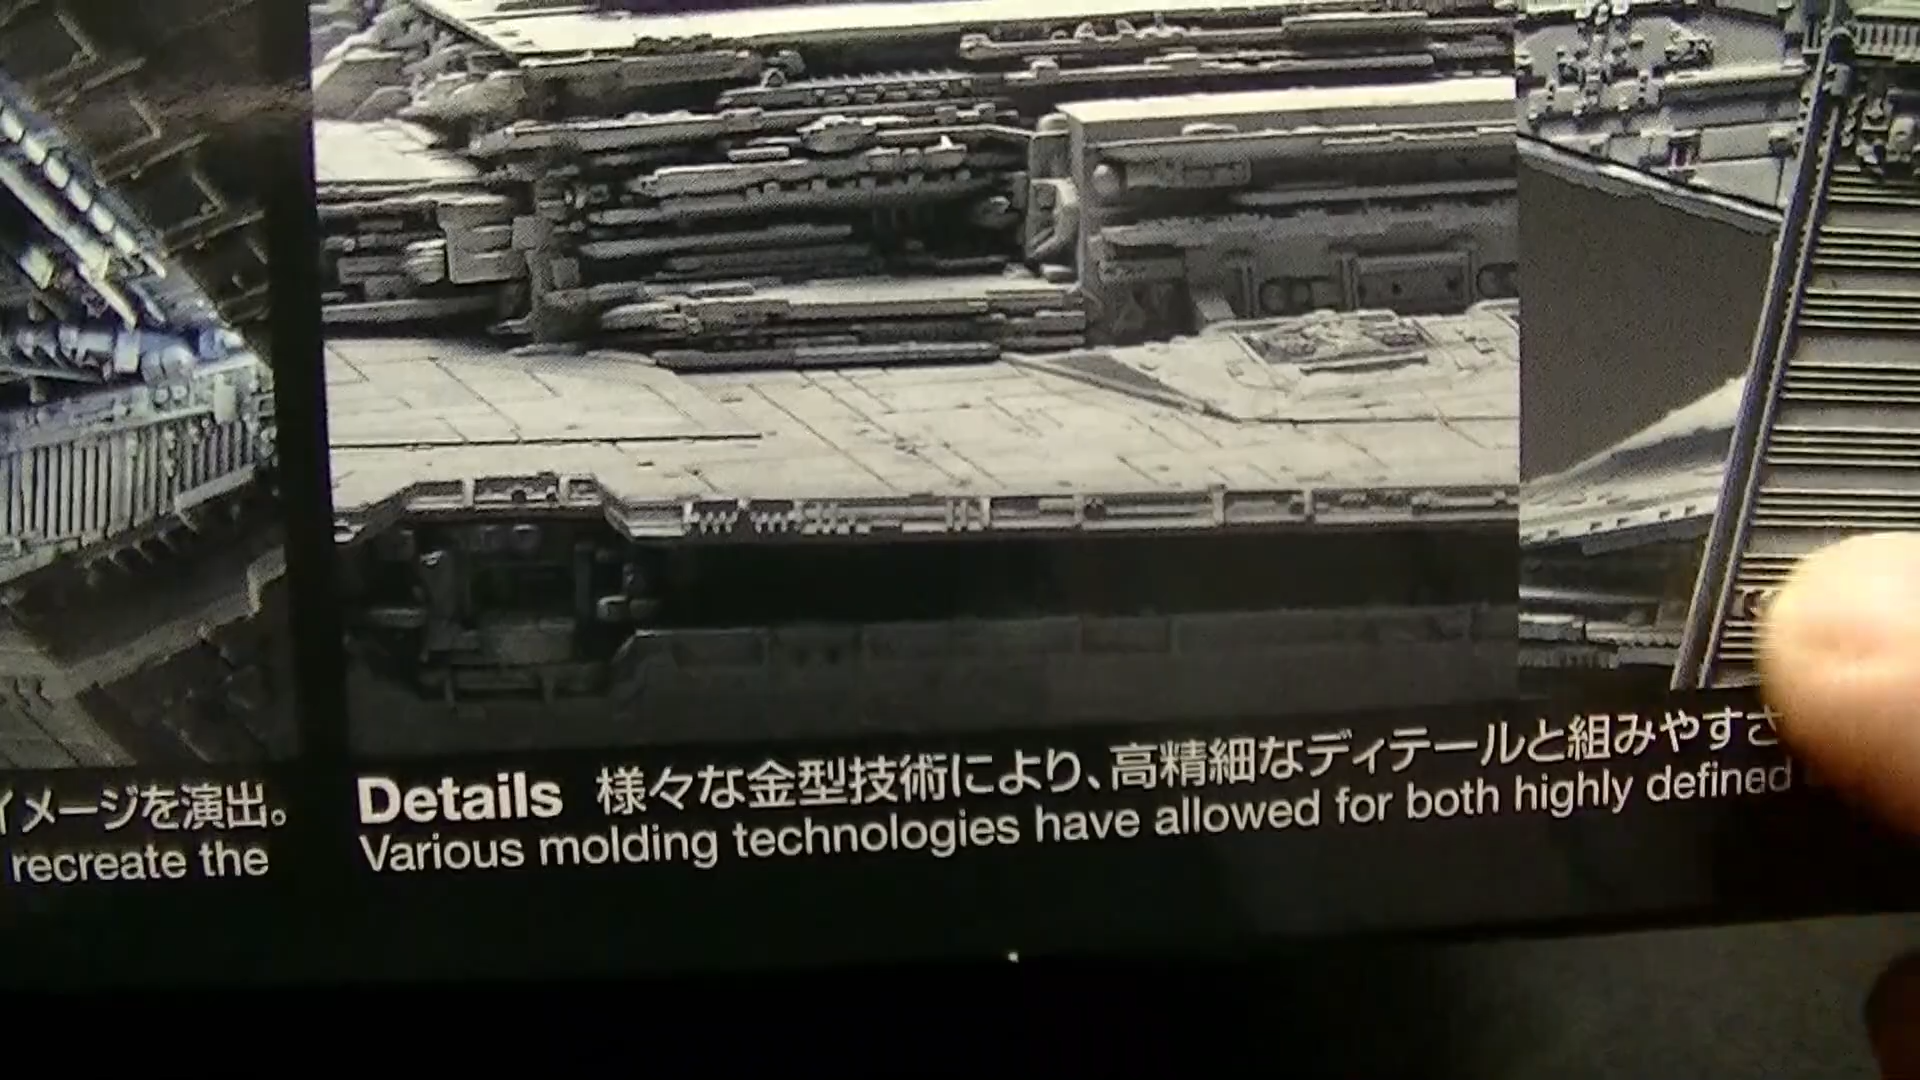 イメージを演出。
recreate the
Details 様々な金型技術により、高精細なディテールと組みやすさ
Various molding technologies have allowed for both highly defined